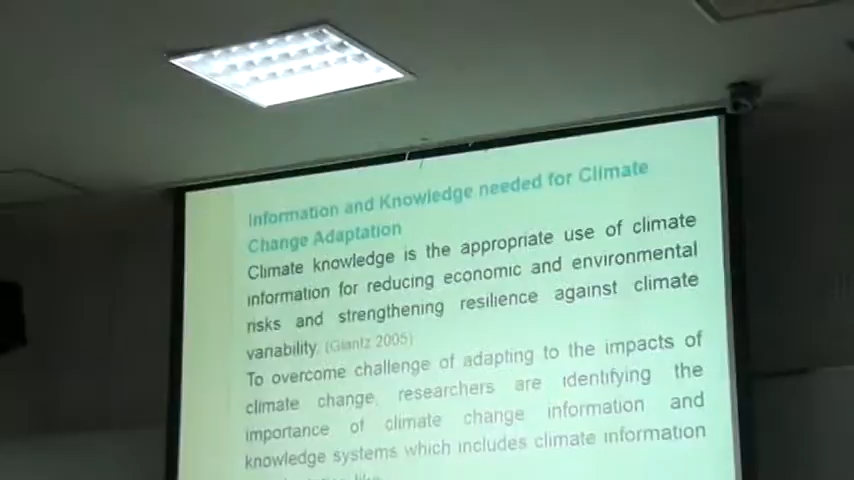 Information and Knowledge needed for Climate
Change Adaptation
Climate knowledge is the appropriate use of climate
information for reducing economic and environmental
risks and strengthening resilience against climate
variability. (Giantz 2005)
To overcome challenge of adapting to the impacts of
climate change, researchers are identifying the
importance of climate change information and
knowledge systems which includes climate information